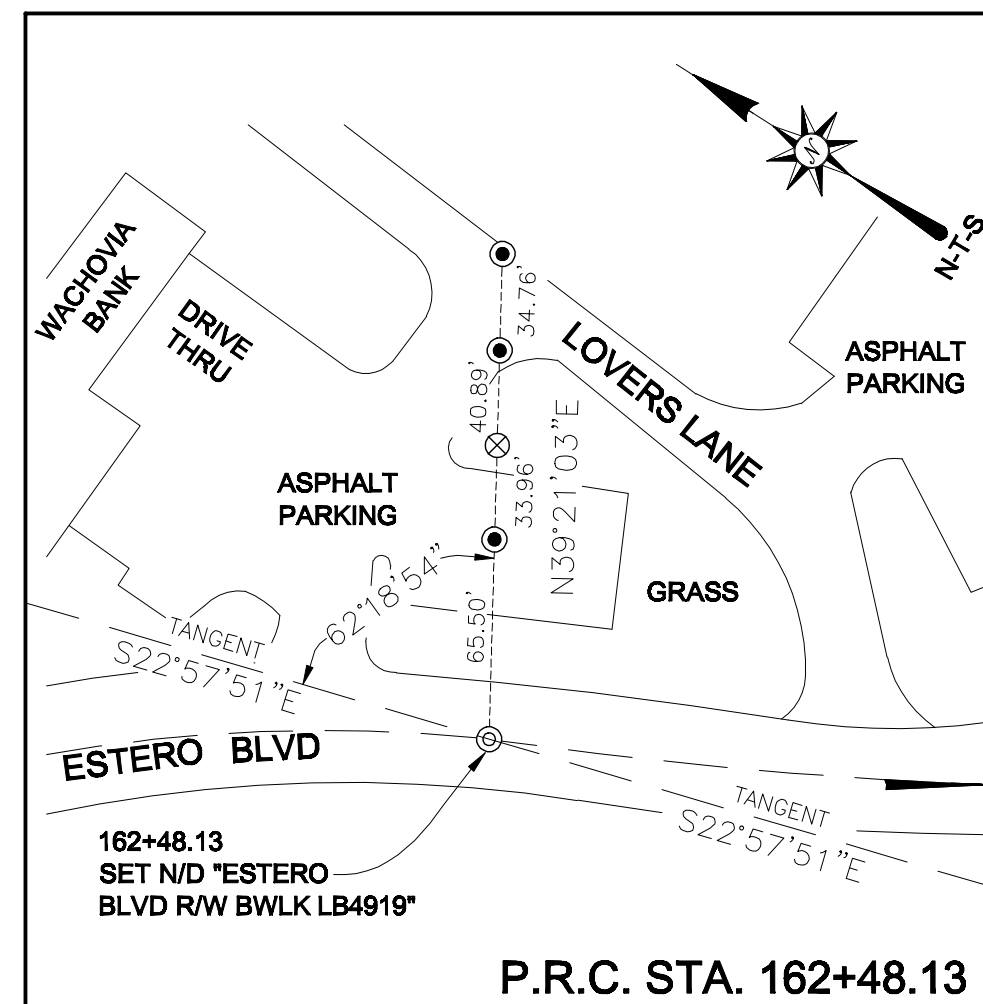 N
N-T-S
WACHOVIA
BANK
DRIVE
THRU
34.76'
LOVERS LANE
ASPHALT
PARKING
40.89'
33.96'
N39°21'03"E
ASPHALT
PARKING
62°18'54"
GRASS
65.50'
TANGENT
S22°57'51"E
ESTERO BLVD
TANGENT
S22°57'51"E
162+48.13
SET N/D "ESTERO
BLVD R/W BWLK LB4919"
P.R.C. STA. 162+48.13